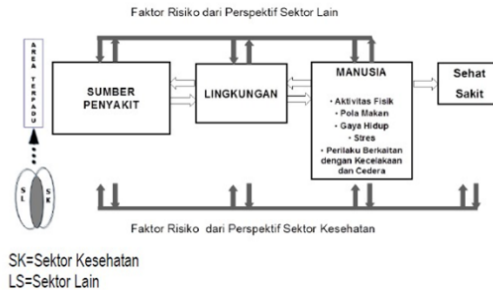 Faktor Risiko dari Perspektif Sektor Lain
AREA TERPADU
SUMBER
PENYAKIT
LINGKUNGAN
MANUSIA
• Aktivitas Fisik
• Pola Makan
• Gaya Hidup
• Stres
• Perilaku Berkaitan
dengan Kecelakaan
dan Cedera
Sehat
Sakit
SL
SK
Faktor Risiko dari Perspektif Sektor Kesehatan
SK=Sektor Kesehatan
LS=Sektor Lain